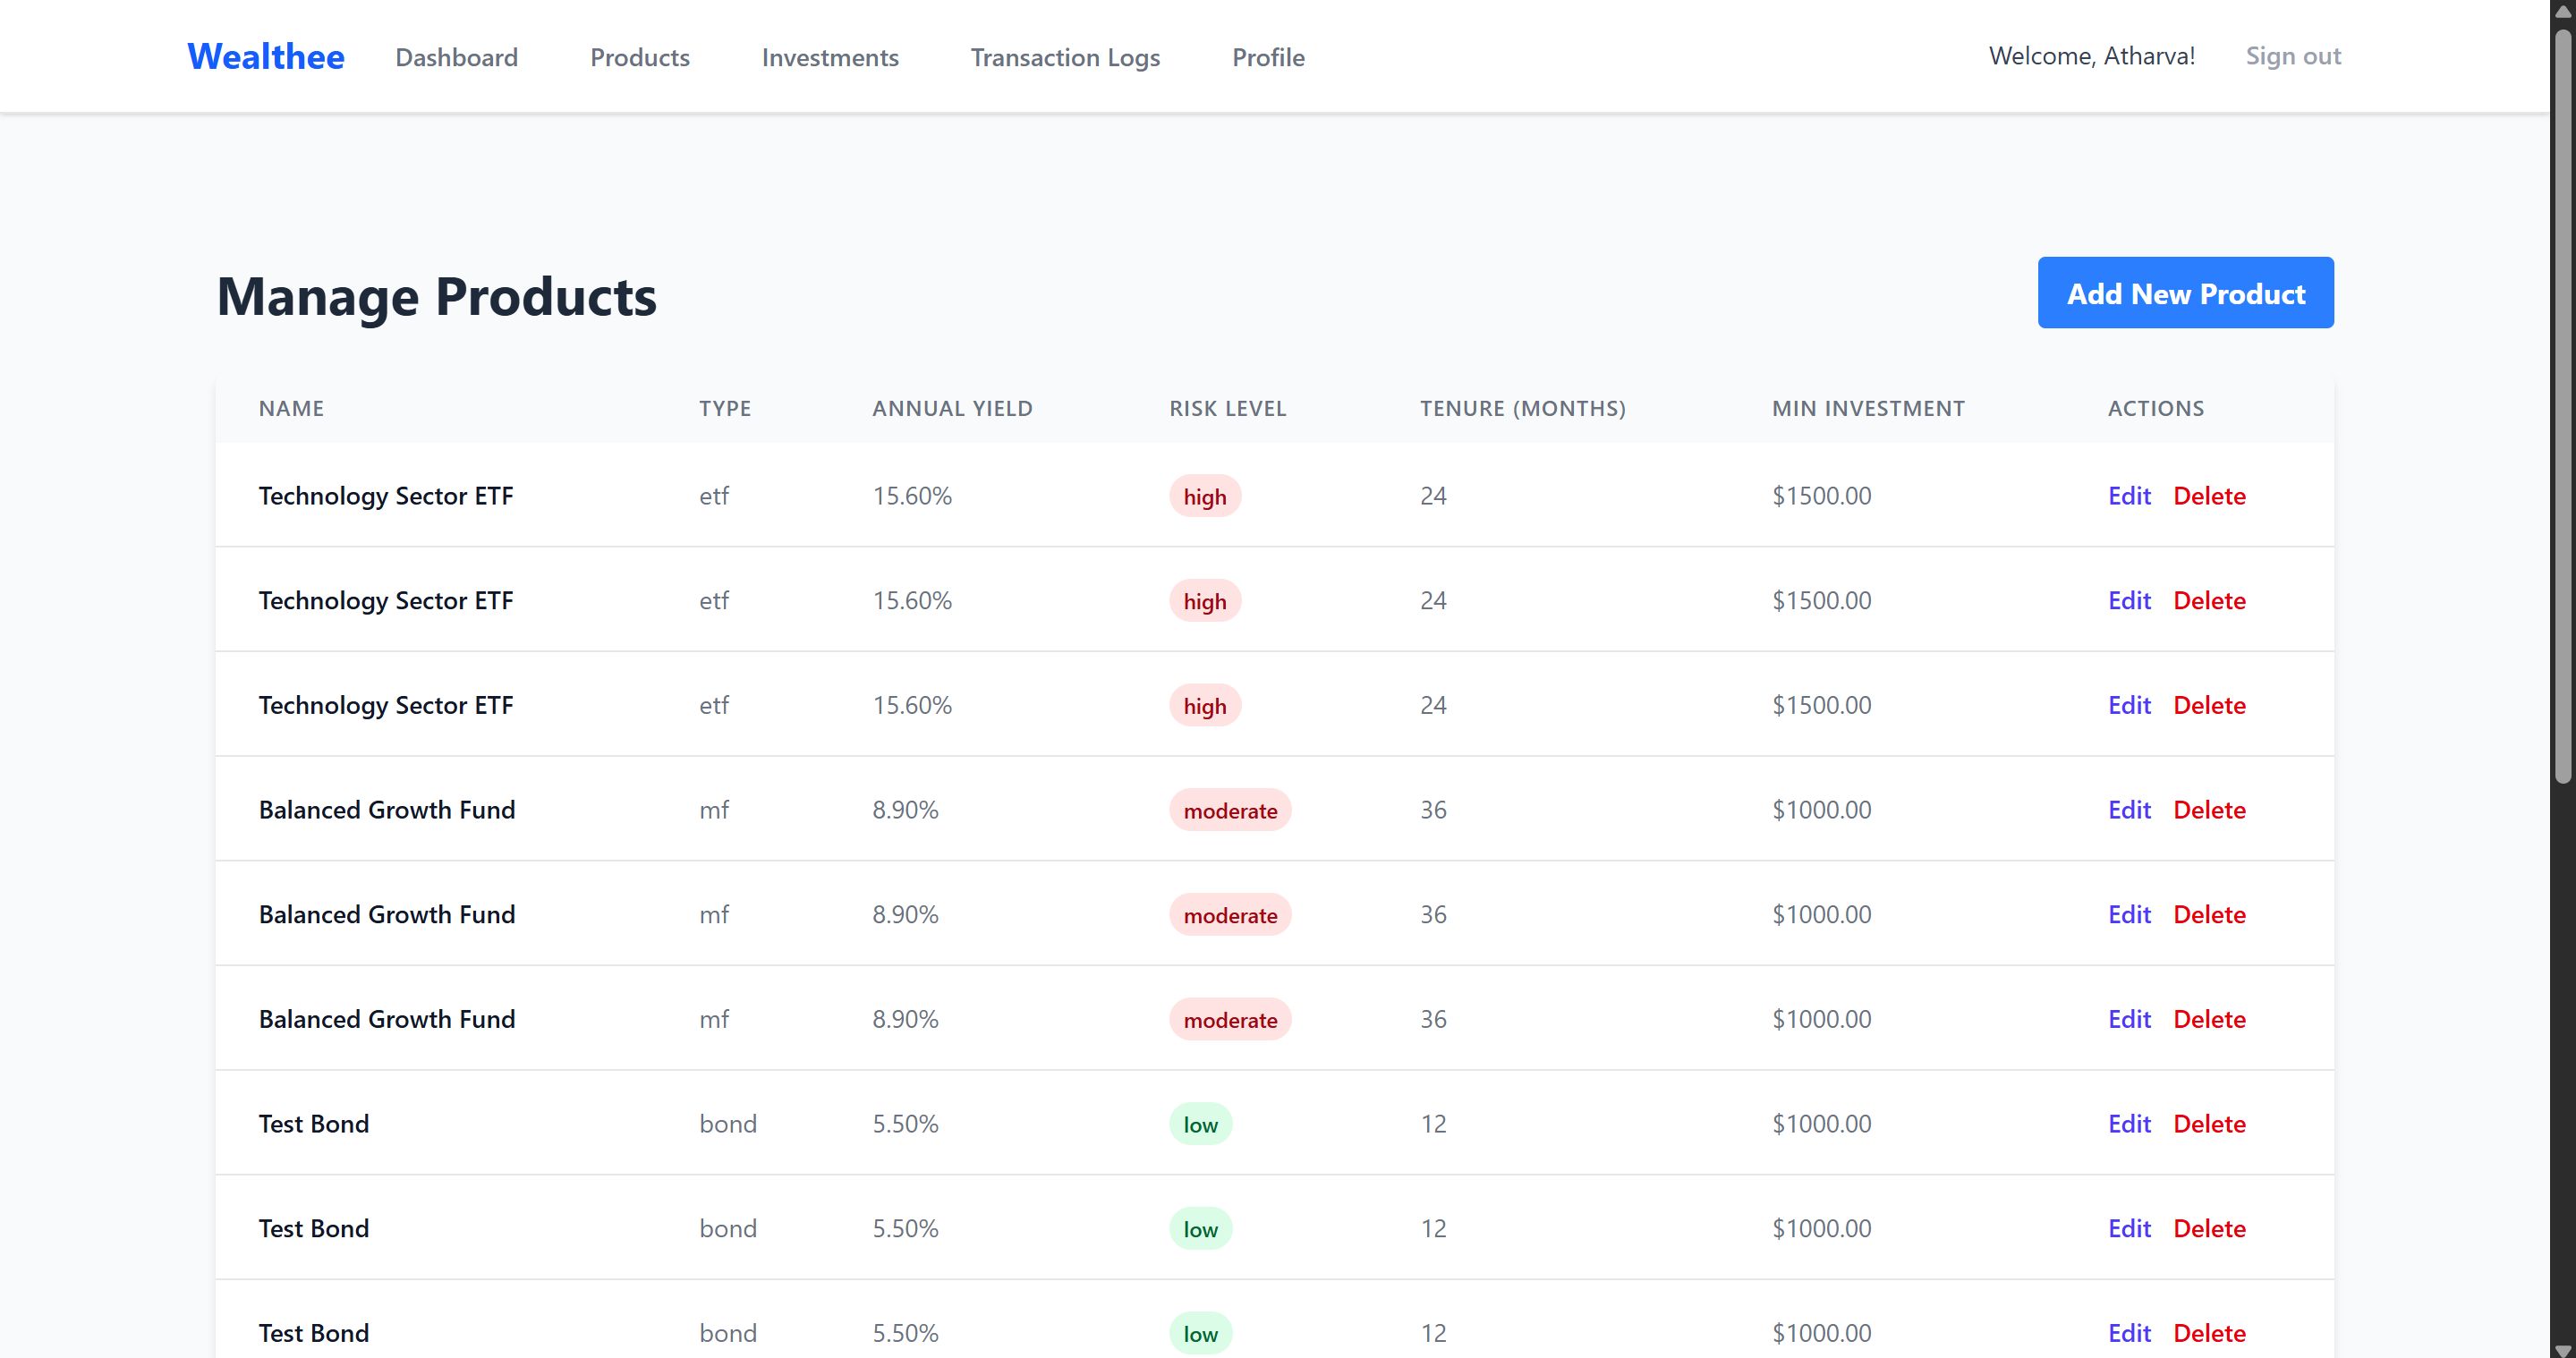 Wealthee Dashboard Products Investments Transaction Logs Profile Welcome, Atharva! Sign out
Manage Products Add New Product
NAME TYPE ANNUAL YIELD RISK LEVEL TENURE (MONTHS) MIN INVESTMENT ACTIONS
Technology Sector ETF etf 15.60% high 24 $1500.00 Edit Delete
Technology Sector ETF etf 15.60% high 24 $1500.00 Edit Delete
Technology Sector ETF etf 15.60% high 24 $1500.00 Edit Delete
Balanced Growth Fund mf 8.90% moderate 36 $1000.00 Edit Delete
Balanced Growth Fund mf 8.90% moderate 36 $1000.00 Edit Delete
Balanced Growth Fund mf 8.90% moderate 36 $1000.00 Edit Delete
Test Bond bond 5.50% low 12 $1000.00 Edit Delete
Test Bond bond 5.50% low 12 $1000.00 Edit Delete
Test Bond bond 5.50% low 12 $1000.00 Edit Delete